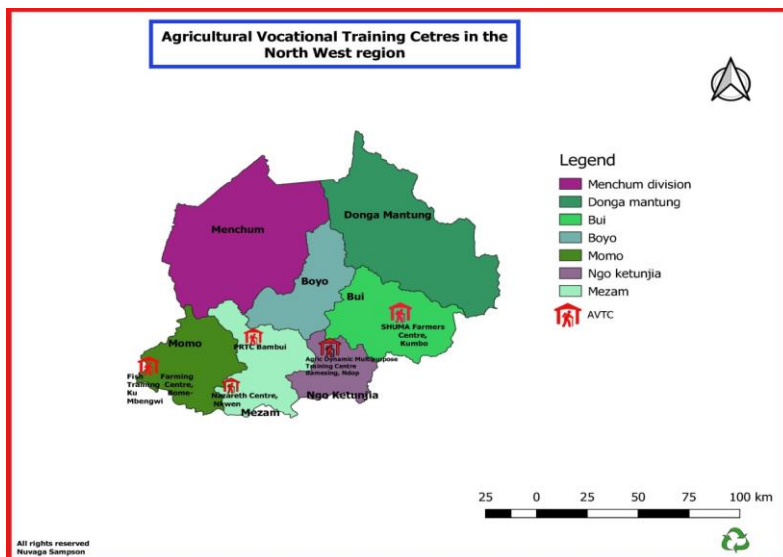 Agricultural Vocational Training Cetres in the
North West region
Legend
Menchum division
Donga mantung
Bui
Boyo
Momo
Ngo ketunjia
Mezam
AVTC
Menchum
Donga Mantung
Boyo
Bui
SHUMA Farmers
Centre,
Kumbo
Momo
PRTC Bambui
Agric Dynamic Multipurpose
Training Centre
Bamesing, Ndop
Fish Farming
Training Centre,
Ku Bome-
Mbengwi
Nazareth Centre,
Nkwen
Mezam
Ngo Ketunjia
25 0 25 50 75 100 km
All rights reserved
Nuvaga Sampson